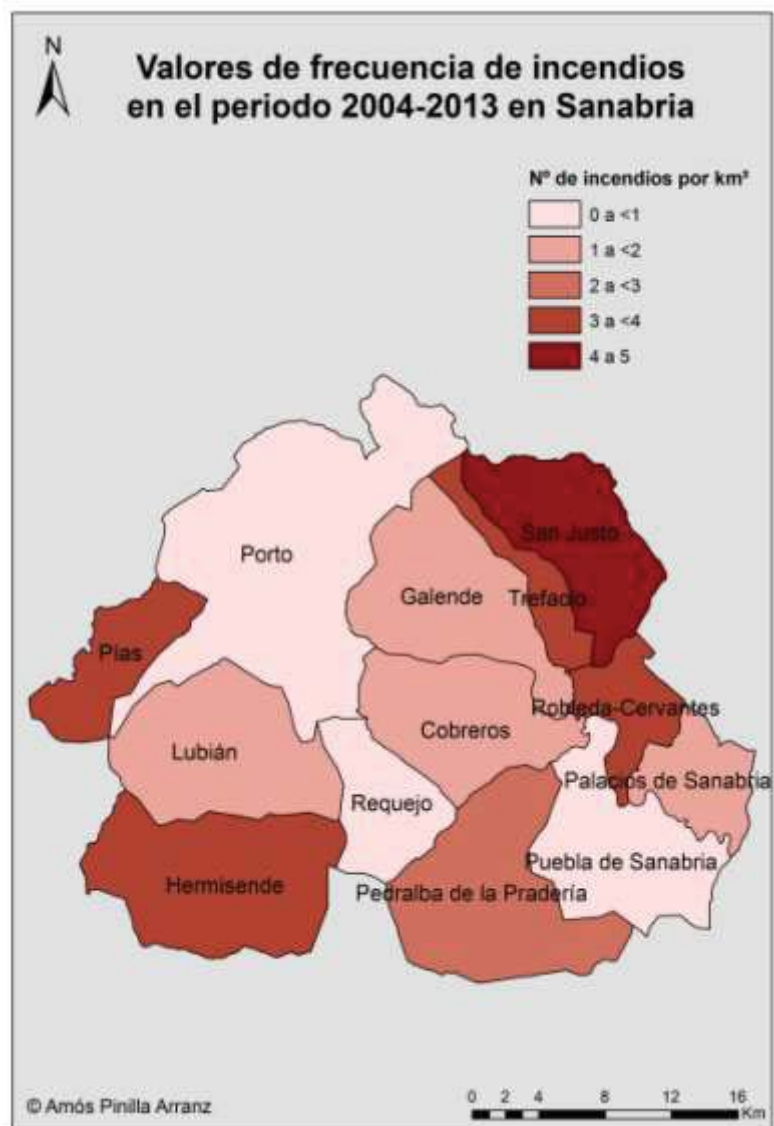 N
Valores de frecuencia de incendios
en el periodo 2004-2013 en Sanabria
Nº de incendios por km²
0 a <1
1 a <2
2 a <3
3 a <4
4 a 5
San Justo
Porto
Galende
Trefacio
Pías
Robleda-Cervantes
Cobreros
Lubián
Palacios de Sanabria
Requejo
Puebla de Sanabria
Hermisende
Pedralba de la Pradería
© Amós Pinilla Arranz
0 2 4 8 12 16
Km